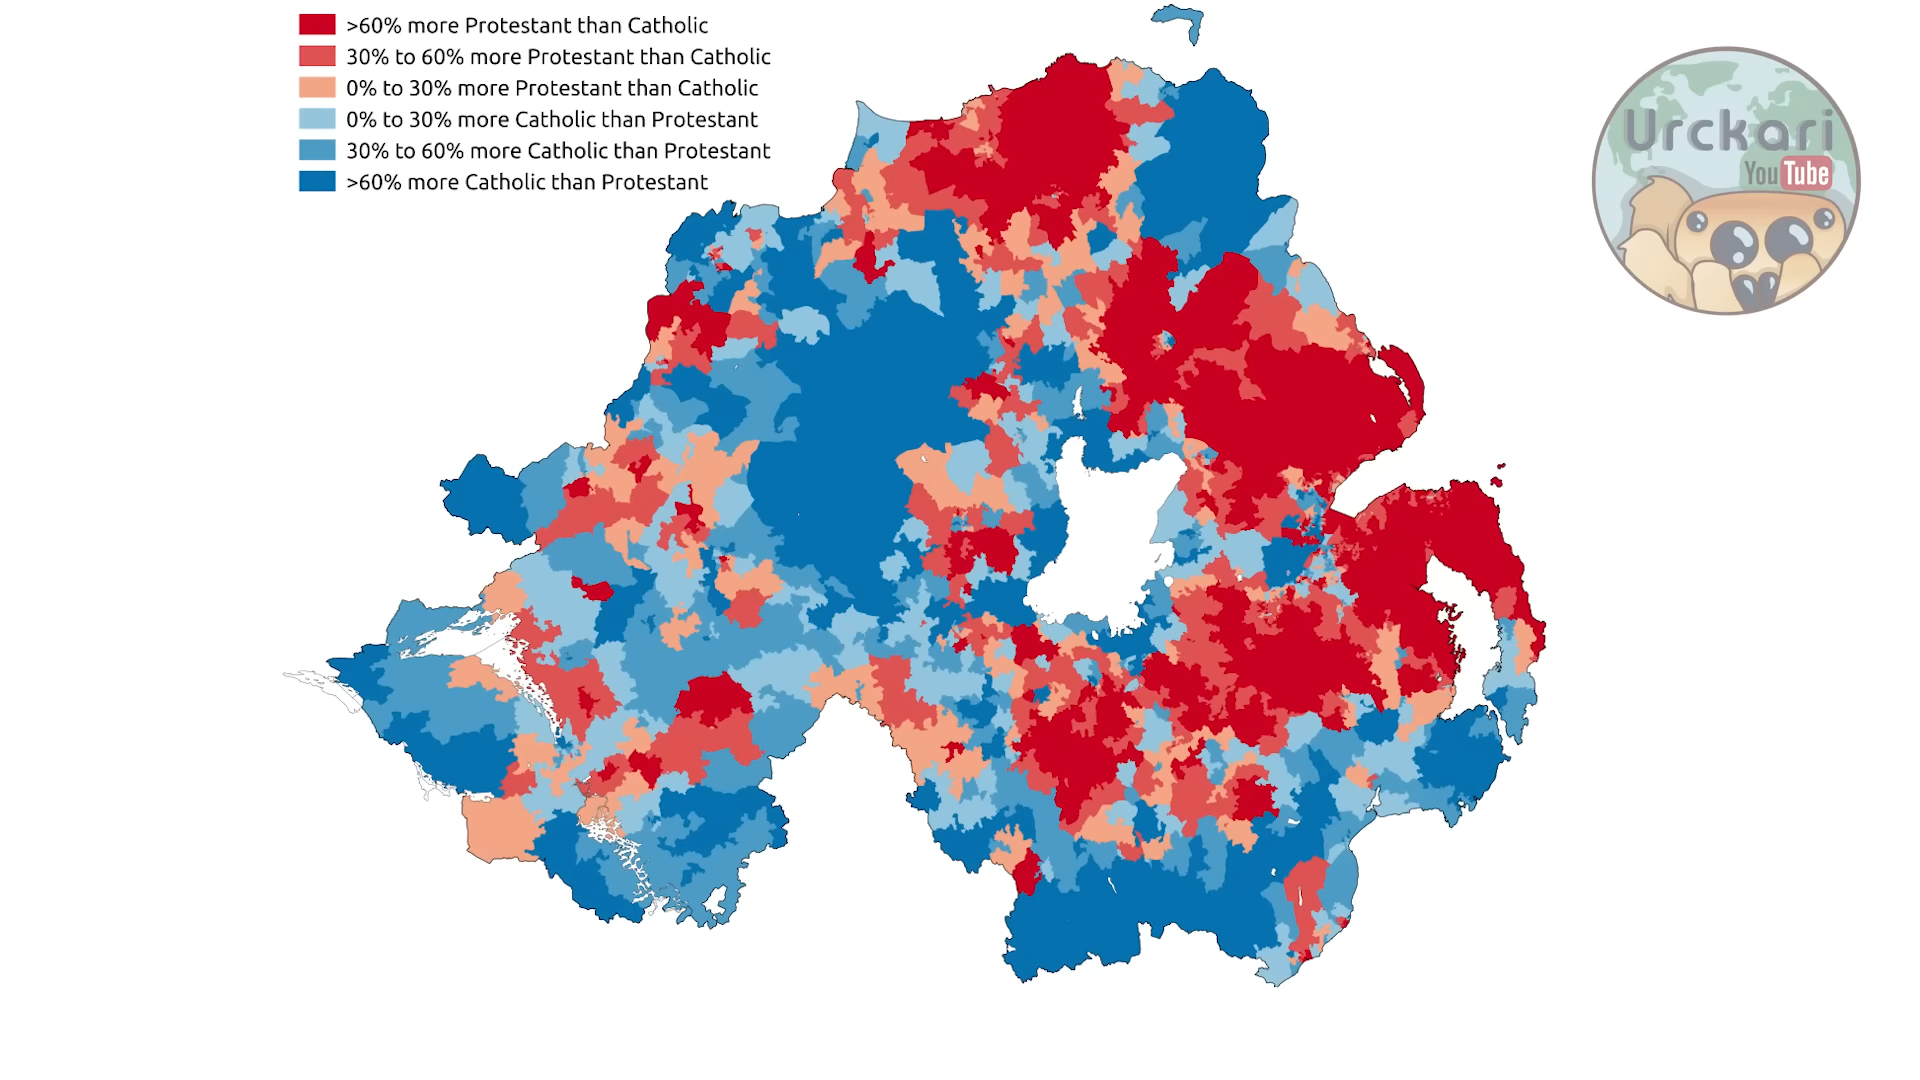 >60% more Protestant than Catholic
30% to 60% more Protestant than Catholic
0% to 30% more Protestant than Catholic
0% to 30% more Catholic than Protestant
30% to 60% more Catholic than Protestant
>60% more Catholic than Protestant
Urckari
YouTube